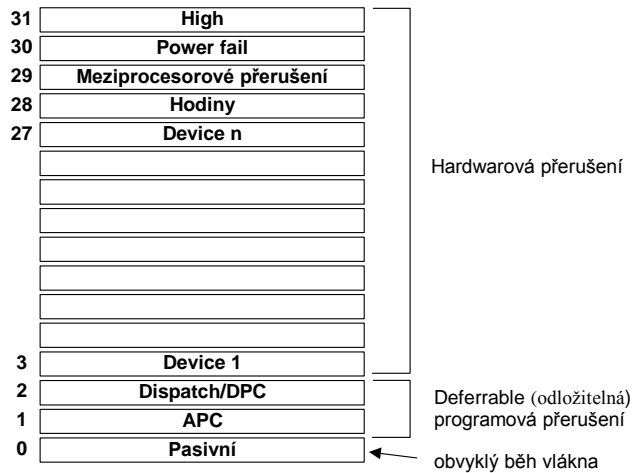 31 High
30 Power fail
29 Meziprocesorové přerušení
28 Hodiny
27 Device n
Hardwarová přerušení
3 Device 1
2 Dispatch/DPC
1 APC
Deferrable (odložitelná)
programová přerušení
0 Pasivní
obvyklý běh vlákna